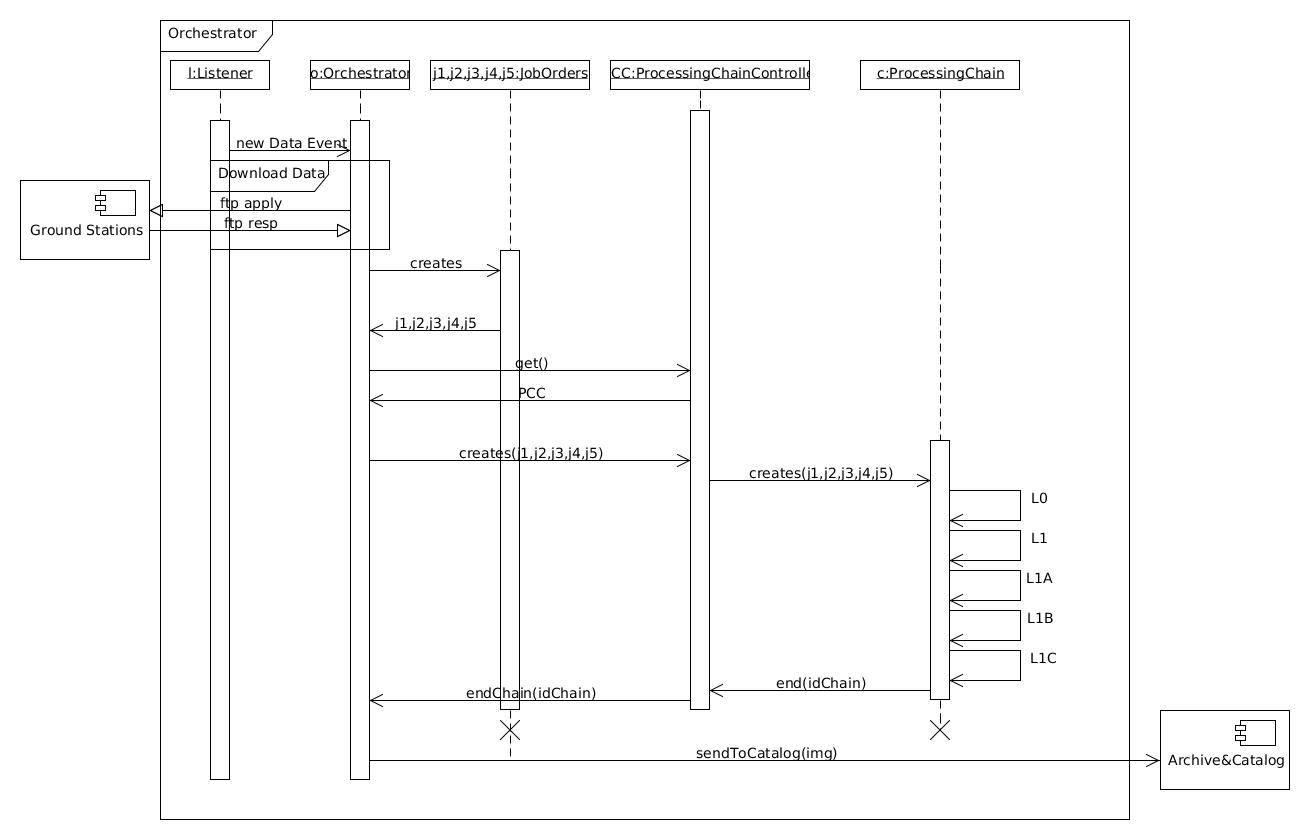 Orchestrator
l:Listener
o:Orchestrator
j1,j2,j3,j4,j5:JobOrders
CC:ProcessingChainControlle
c:ProcessingChain
new Data Event
Download Data
ftp apply
ftp resp
Ground Stations
creates
j1,j2,j3,j4,j5
get()
PCC
creates(j1,j2,j3,j4,j5)
creates(j1,j2,j3,j4,j5)
L0
L1
L1A
L1B
L1C
end(idChain)
endChain(idChain)
sendToCatalog(img)
Archive&Catalog